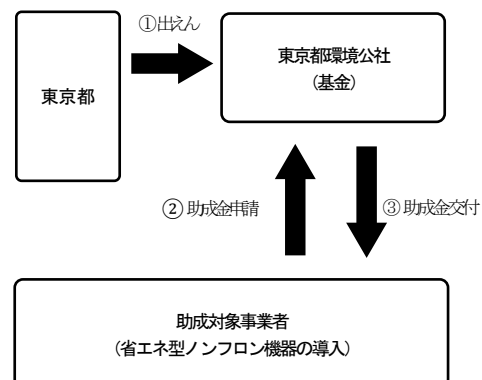 ①出えん
東京都
東京都環境公社
（基金）
② 助成金申請
③ 助成金交付
助成対象事業者
（省エネ型ノンフロン機器の導入）